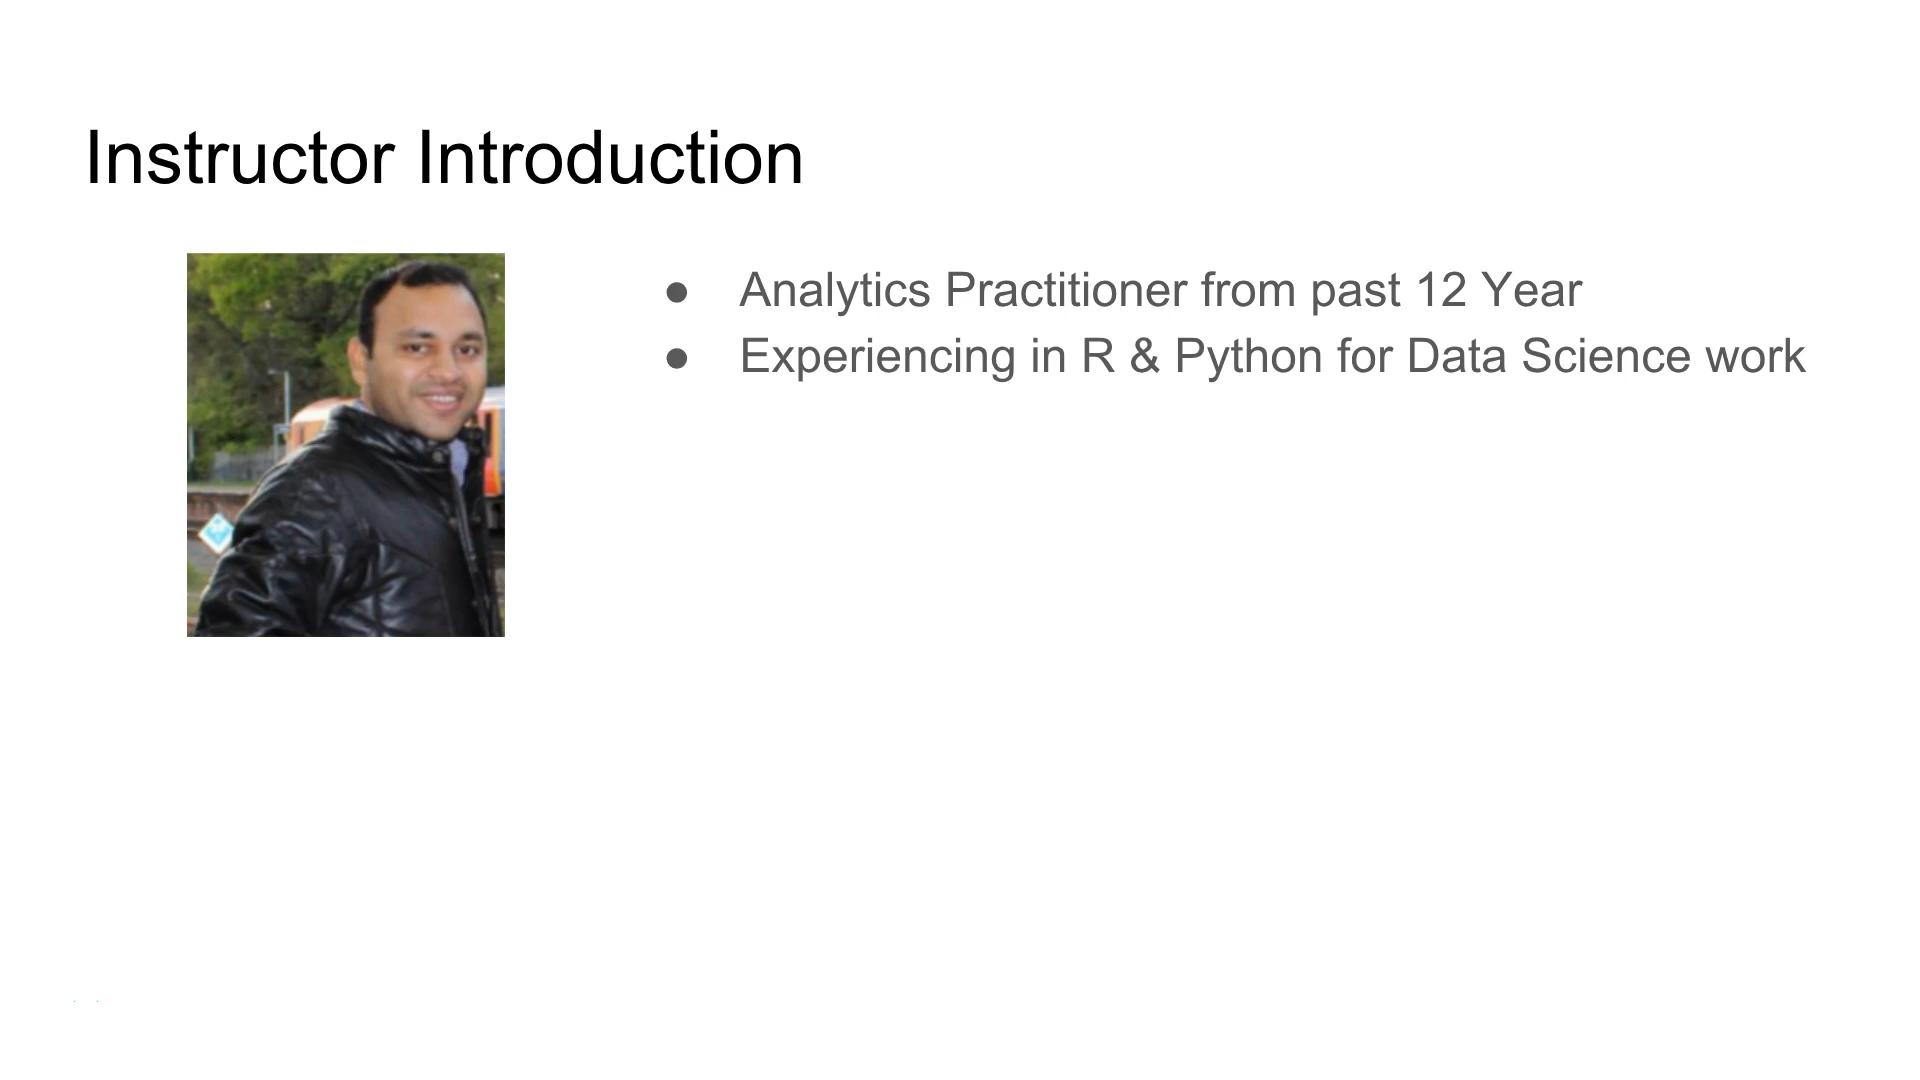 Instructor Introduction
● Analytics Practitioner from past 12 Year
● Experiencing in R & Python for Data Science work